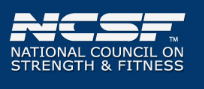 NCSF™
NATIONAL COUNCIL ON
STRENGTH & FITNESS